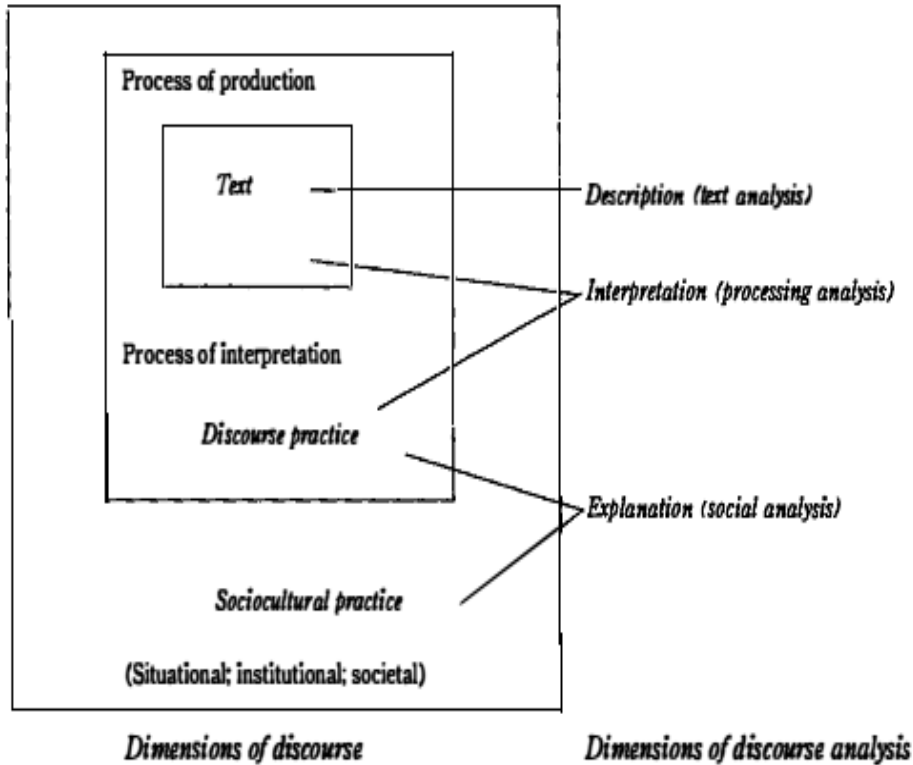 Process of production
Text
Description (text analysis)
Interpretation (processing analysis)
Process of interpretation
Discourse practice
Explanation (social analysis)
Sociocultural practice
(Situational; institutional; societal)
Dimensions of discourse
Dimensions of discourse analysis